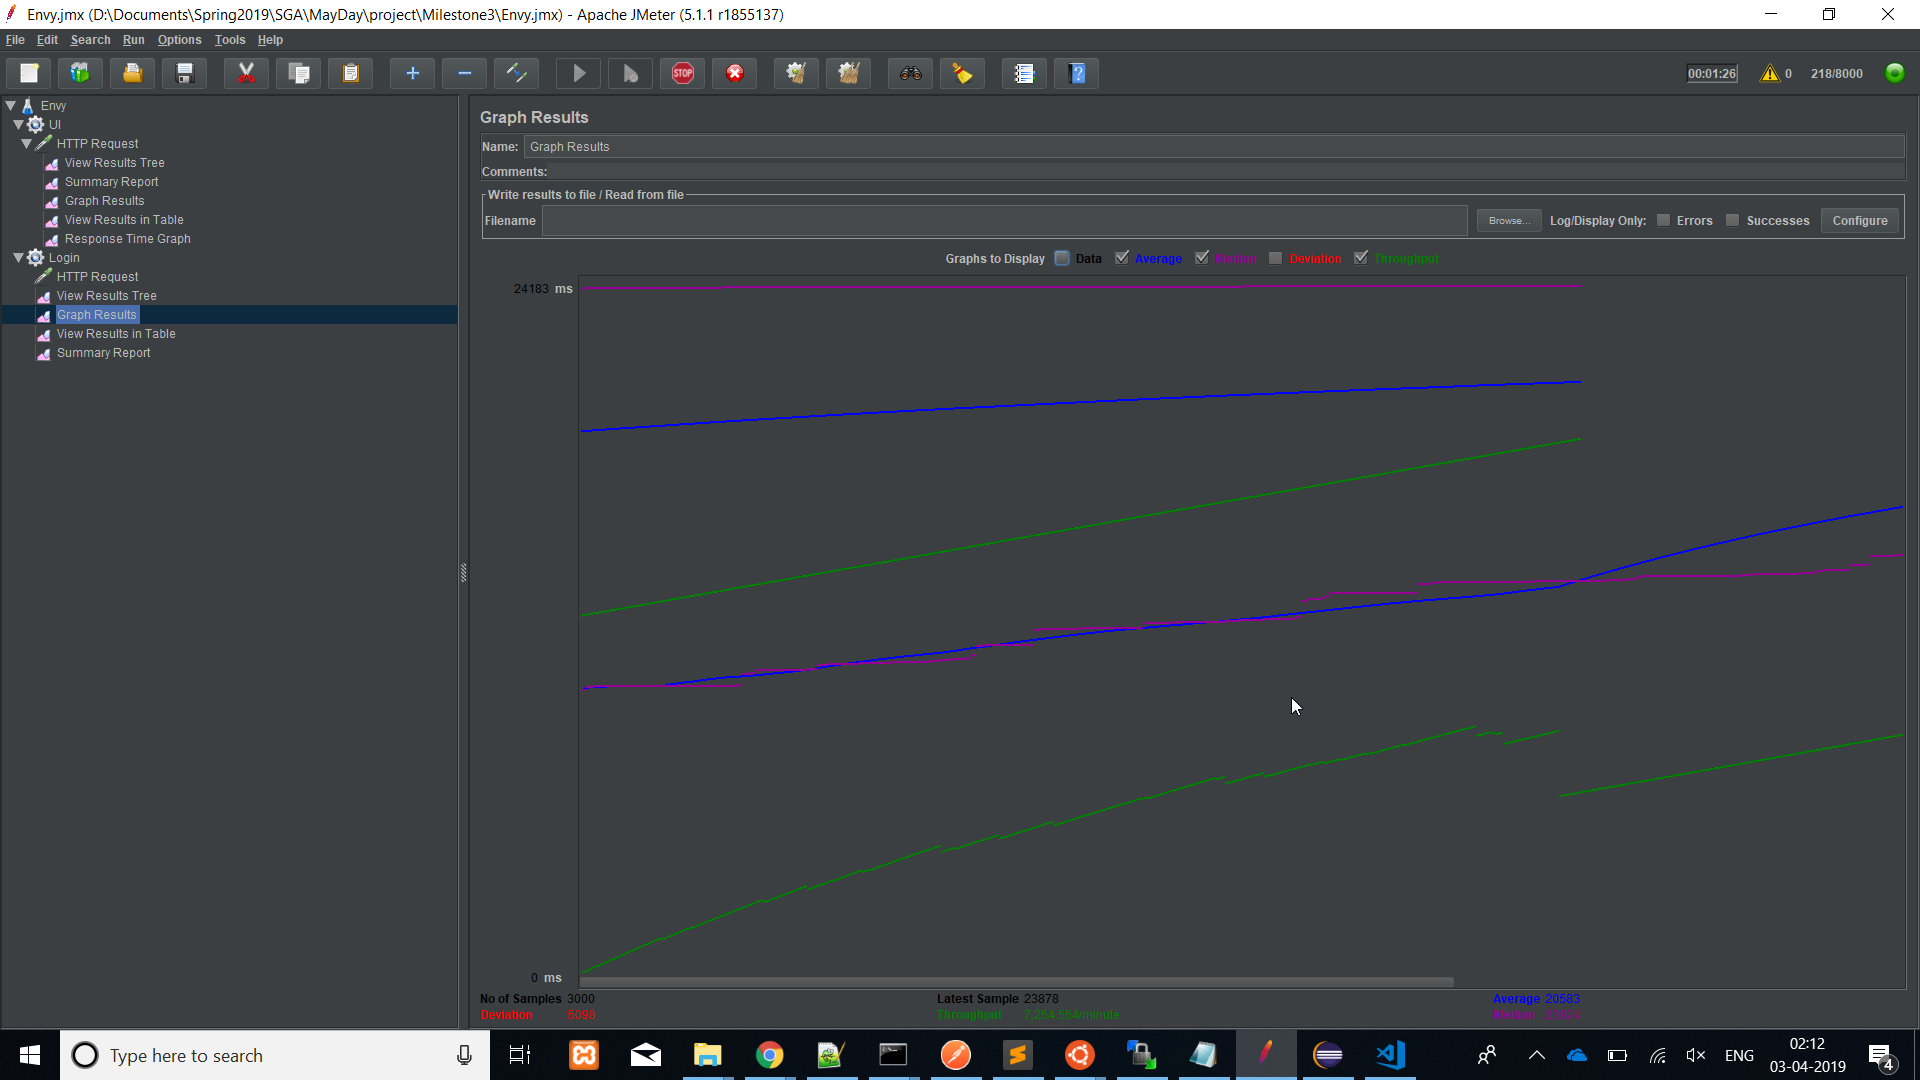 Envy.jmx (D:\Documents\Spring2019\SGA\MayDay\project\Milestone3\Envy.jmx) - Apache JMeter (5.1.1 r1855137)
File Edit Search Run Options Tools Help
STOP 00:01:26 0 218/8000
Envy
UI
HTTP Request
View Results Tree
Summary Report
Graph Results
View Results in Table
Response Time Graph
Login
HTTP Request
View Results Tree
Graph Results
View Results in Table
Summary Report
Graph Results
Name: Graph Results
Comments:
Write results to file / Read from file
Filename Browse... Log/Display Only: Errors Successes Configure
Graphs to Display Data Average Median Deviation Throughput
24183 ms
0 ms
No of Samples 3000 Latest Sample 23878 Average 20583
Deviation 5098 Throughput 7,254.554/minute Median 23924
Type here to search
ENG
02:12
03-04-2019
4